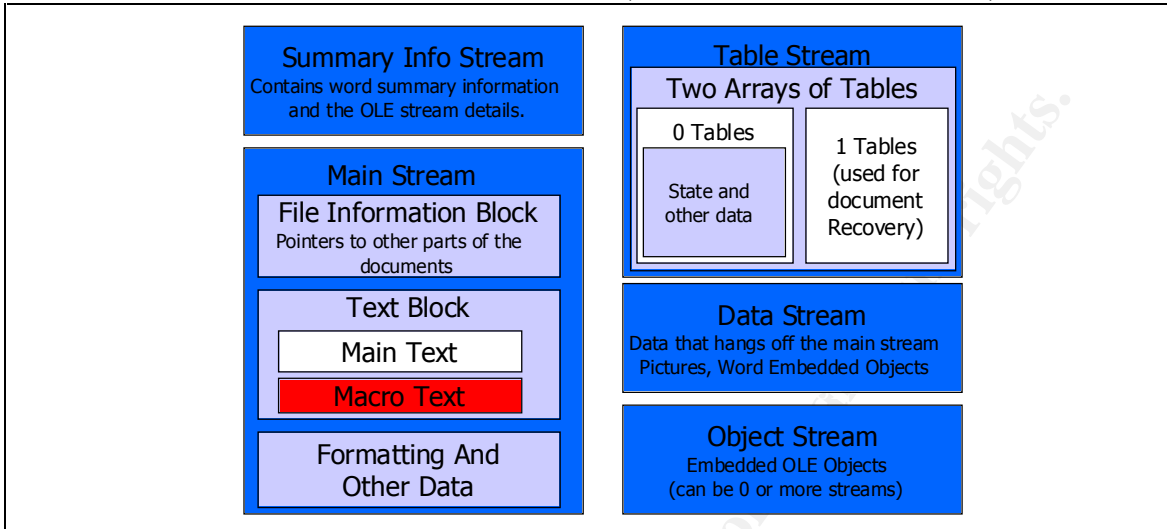 Summary Info Stream
Contains word summary information
and the OLE stream details.
Main Stream
File Information Block
Pointers to other parts of the
documents
Text Block
Main Text
Macro Text
Formatting And
Other Data
Table Stream
Two Arrays of Tables
0 Tables
State and
other data
1 Tables
(used for
document
Recovery)
Data Stream
Data that hangs off the main stream
Pictures, Word Embedded Objects
Object Stream
Embedded OLE Objects
(can be 0 or more streams)
rights.